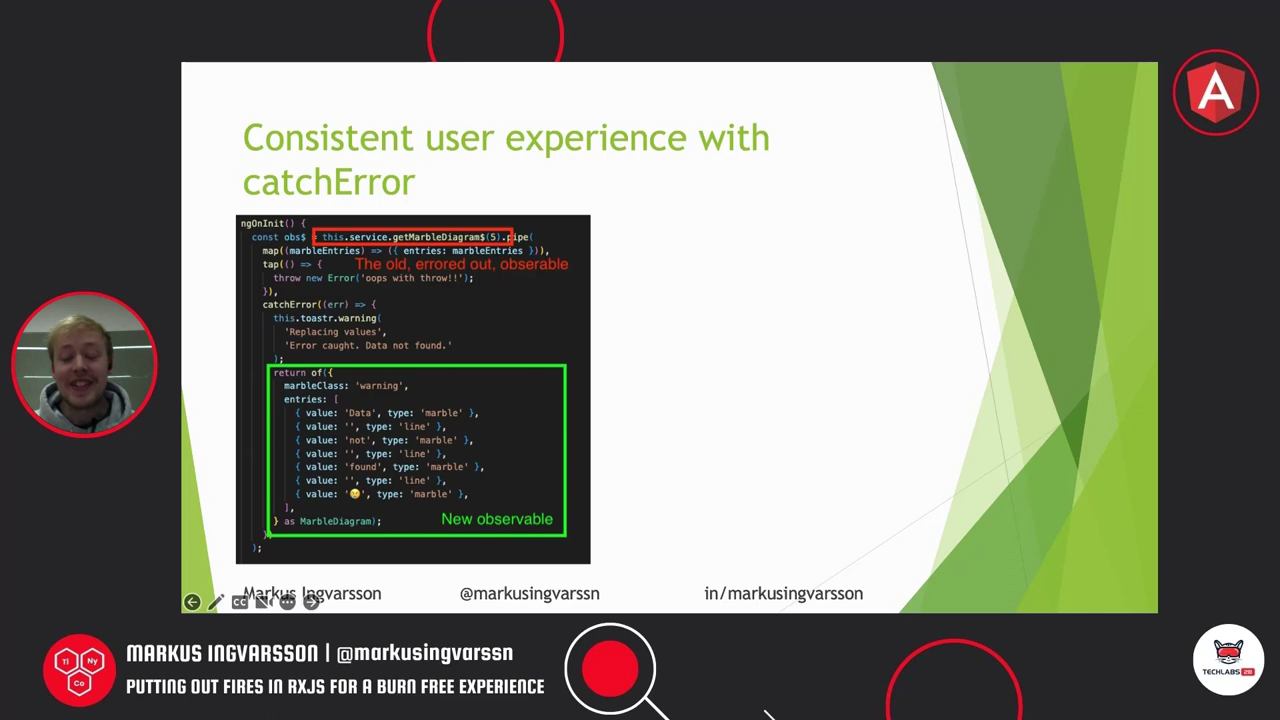 Consistent user experience with
catchError
ngOnInit() {
const obs$ = this.service.getMarbleDiagram$(5).pipe(
map((marbleEntries) => ({ entries: marbleEntries })),
tap(() => {
The old, errored out, obserable
throw new Error('oops with throw!!');
}),
catchError((err) => {
this.toastr.warning(
'Replacing values',
'Error caught. Data not found.'
);
return of({
marbleClass: 'warning',
entries: [
{ value: 'Data', type: 'marble' },
{ value: '', type: 'line' },
{ value: 'not', type: 'marble' },
{ value: '', type: 'line' },
{ value: 'found', type: 'marble' },
{ value: '', type: 'line' },
{ value: '😢', type: 'marble' },
],
} as MarbleDiagram);
New observable
})
);
Markus Ingvarsson
@markusingvarssn
in/markusingvarsson
CC
A
Ti Ny
Co
MARKUS INGVARSSON | @markusingvarssn
PUTTING OUT FIRES IN RXJS FOR A BURN FREE EXPERIENCE
TECHLABS 28